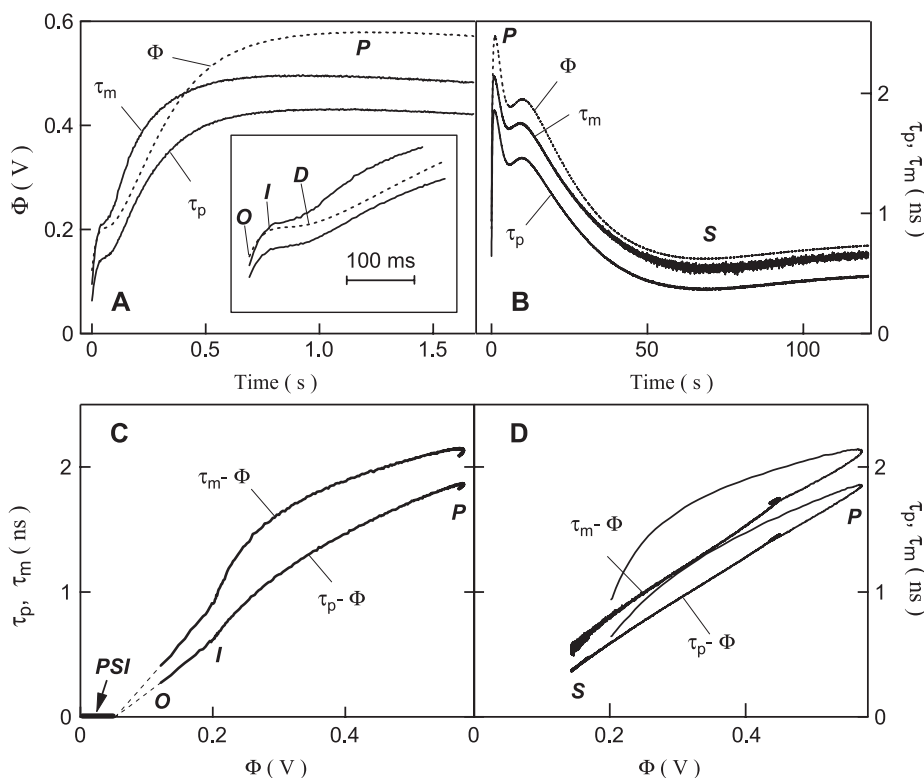 0.6
0.4
0.2
0
Φ ( V )
Φ
τm
τp
P
O
I
D
100 ms
A
0
0.5
1.0
1.5
Time ( s )
P
Φ
τm
τp
S
B
2
1
0
τp, τm ( ns )
0
50
100
Time ( s )
C
2
1
0
τp, τm ( ns )
τm- Φ
τp- Φ
P
PSI
O
I
0
0.2
0.4
Φ ( V )
D
τm- Φ
τp- Φ
P
S
2
1
0
τp, τm ( ns )
0
0.2
0.4
Φ ( V )